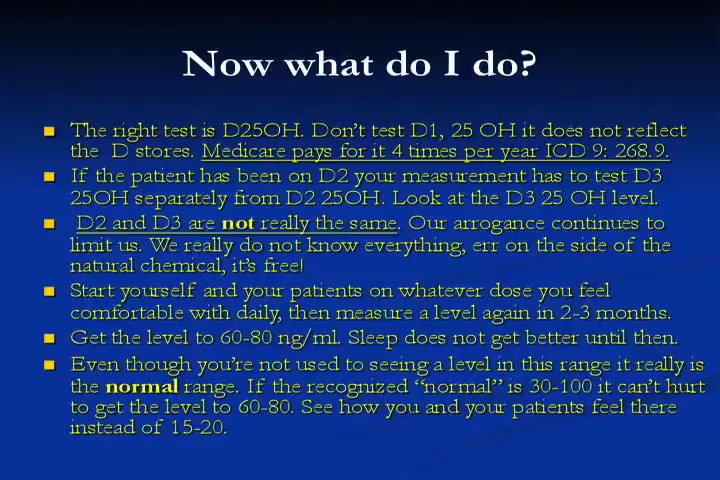 Now what do I do?
The right test is D25OH. Don't test D1, 25 OH it does not reflect
the D stores. Medicare pays for it 4 times per year ICD 9: 268.9.
If the patient has been on D2 your measurement has to test D3
25OH separately from D2 25OH. Look at the D3 25 OH level.
D2 and D3 are not really the same. Our arrogance continues to
limit us. We really do not know everything, err on the side of the
natural chemical, it's free!
Start yourself and your patients on whatever dose you feel
comfortable with daily, then measure a level again in 2-3 months.
Get the level to 60-80 ng/ml. Sleep does not get better until then.
Even though you're not used to seeing a level in this range it really is
the normal range. If the recognized "normal" is 30-100 it can't hurt
to get the level to 60-80. See how you and your patients feel there
instead of 15-20.